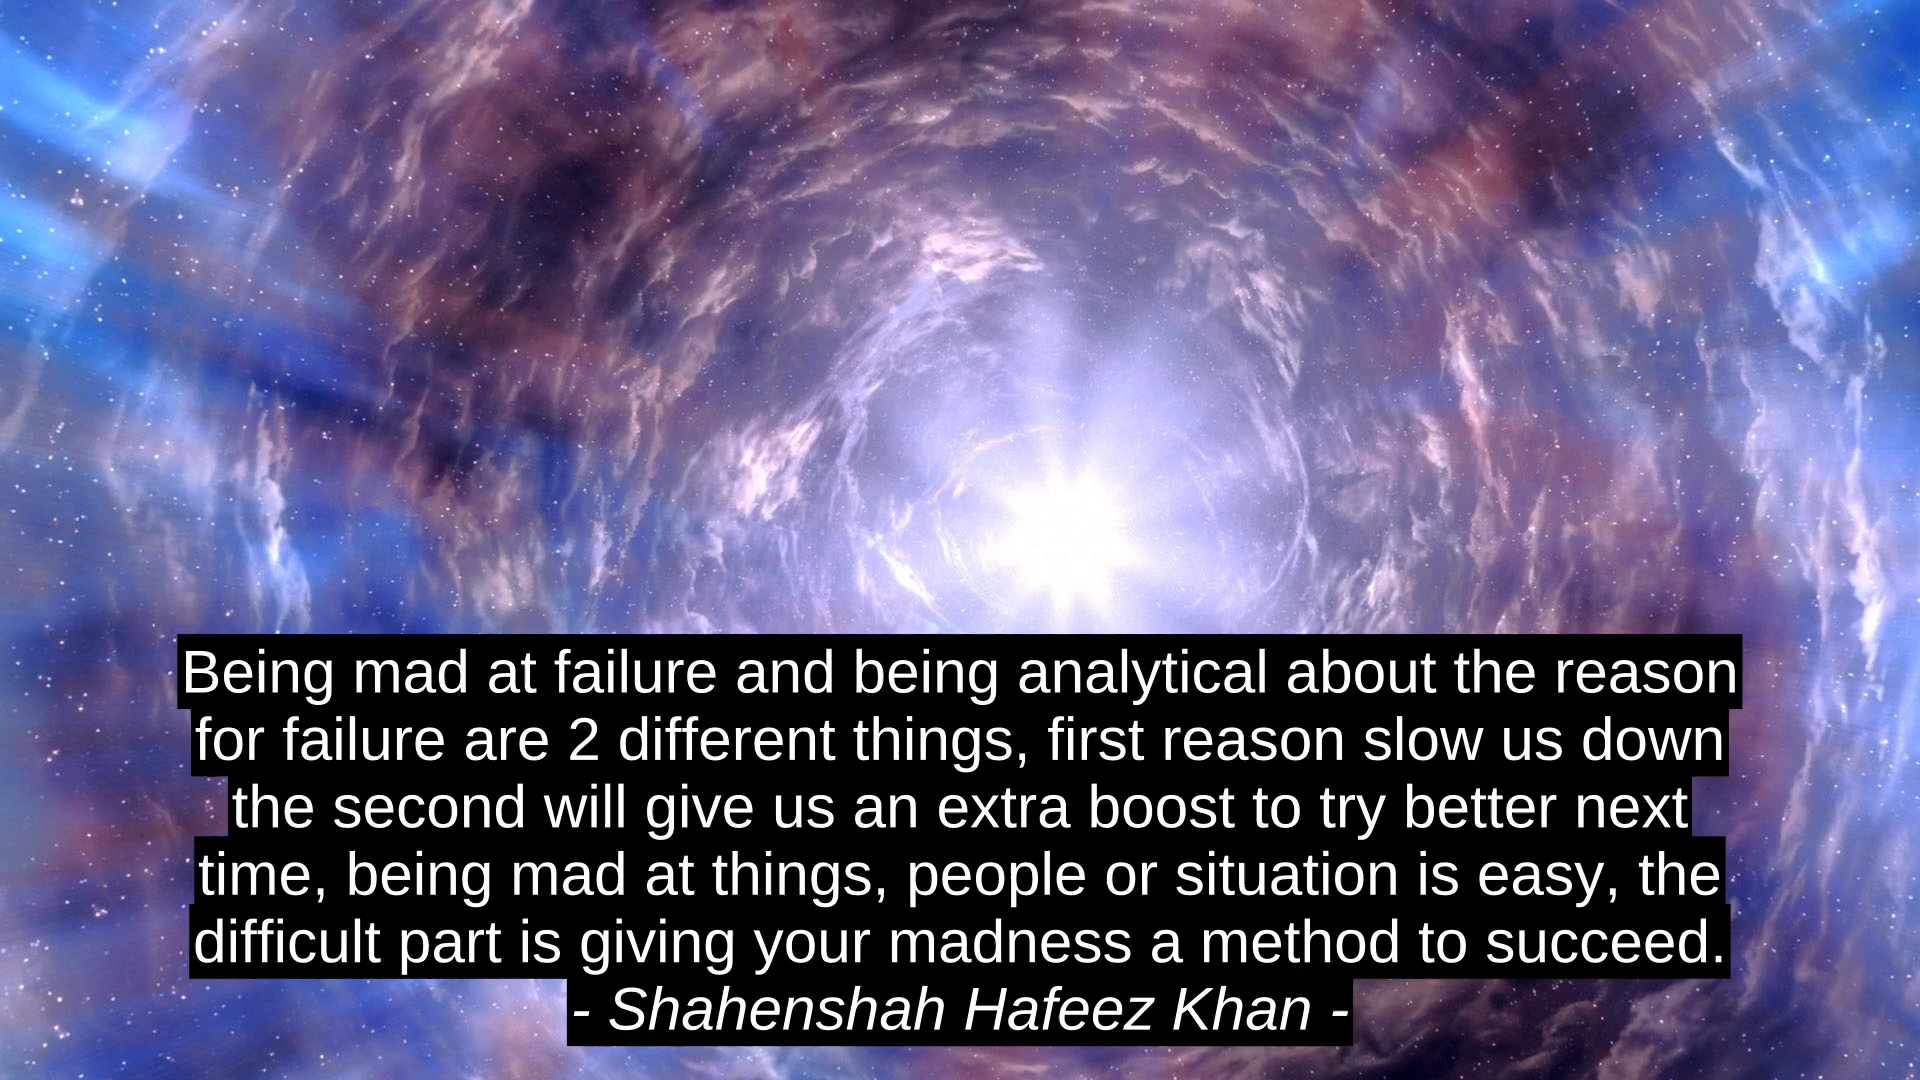 Being mad at failure and being analytical about the reason
for failure are 2 different things, first reason slow us down
the second will give us an extra boost to try better next
time, being mad at things, people or situation is easy, the
difficult part is giving your madness a method to succeed.
- Shahenshah Hafeez Khan -